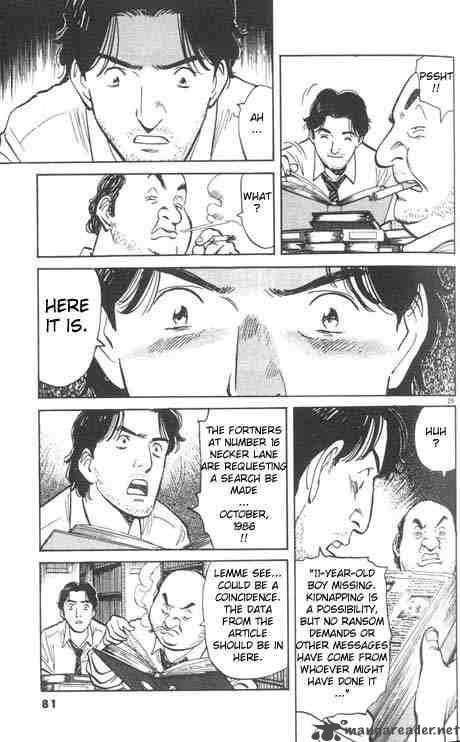 PSSHT
!!
AH
...
WHAT
?
HERE
IT IS.
25
HUH
?
"11-YEAR-OLD
BOY MISSING.
KIDNAPPING
IS A
POSSIBILITY,
BUT NO RANSOM
DEMANDS OR
OTHER MESSAGES
HAVE COME
FROM
WHOEVER
MIGHT HAVE
DONE IT
..."
THE
FORTNERS
AT NUMBER 16
NECKER LANE
ARE REQUESTING
A SEARCH BE
MADE
...
OCTOBER,
1986
!!
LEMME SEE...
COULD BE A
COINCIDENCE.
THE DATA
FROM THE
ARTICLE
SHOULD BE IN
HERE.
81
mangareader.net